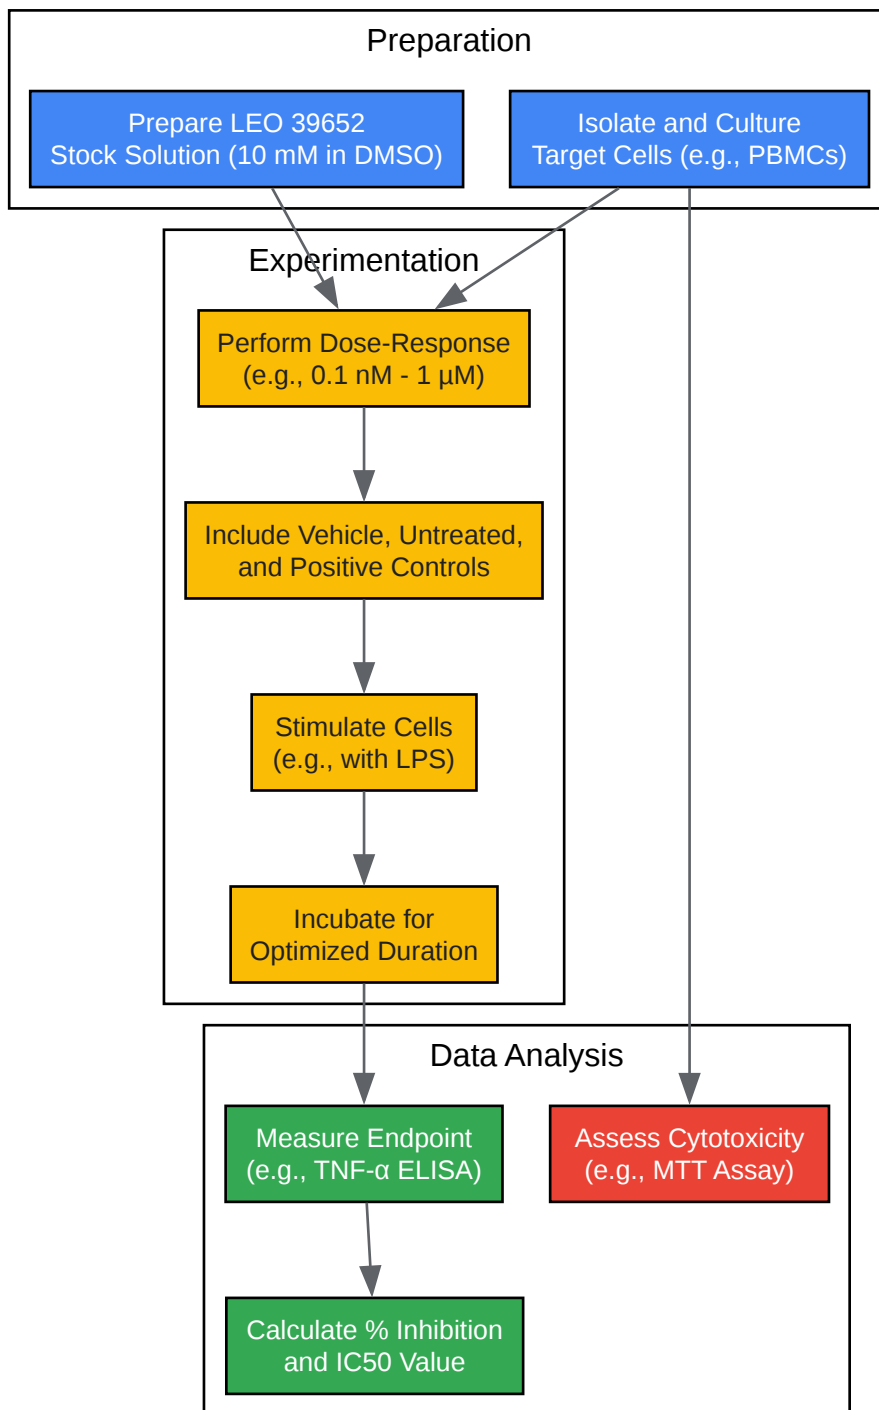 Preparation
Prepare LEO 39652
Stock Solution (10 mM in DMSO)
Isolate and Culture
Target Cells (e.g., PBMCs)
Experimentation
Perform Dose-Response
(e.g., 0.1 nM - 1 µM)
Include Vehicle, Untreated,
and Positive Controls
Stimulate Cells
(e.g., with LPS)
Incubate for
Optimized Duration
Data Analysis
Measure Endpoint
(e.g., TNF-α ELISA)
Assess Cytotoxicity
(e.g., MTT Assay)
Calculate % Inhibition
and IC50 Value